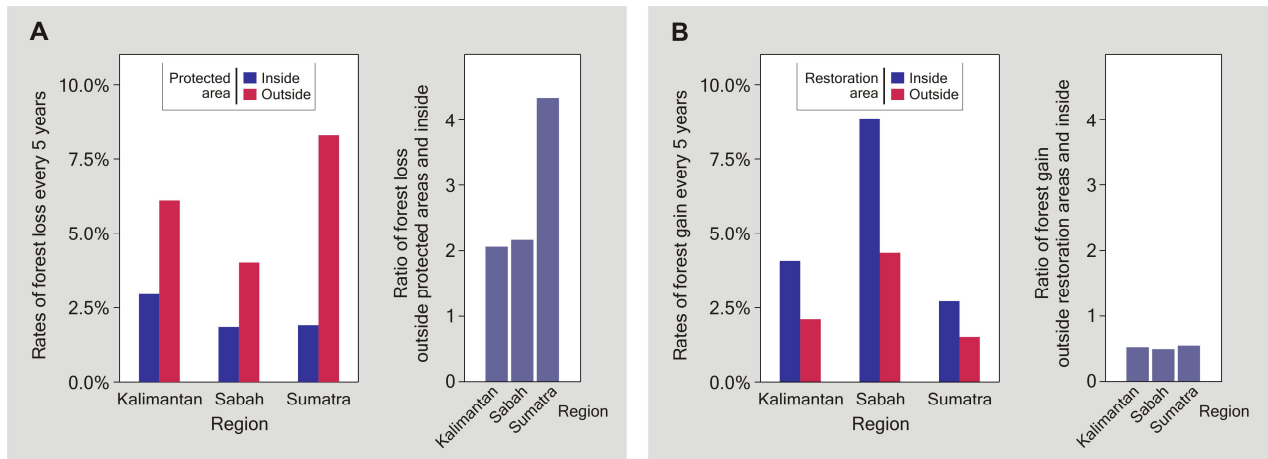 A
Rates of forest loss every 5 years
10.0%
7.5%
5.0%
2.5%
0.0%
Protected
area
Inside
Outside
Kalimantan
Sabah
Sumatra
Region
Ratio of forest loss
outside protected areas and inside
4
3
2
1
0
Kalimantan
Sabah
Sumatra
Region
B
Rates of forest gain every 5 years
10.0%
7.5%
5.0%
2.5%
0.0%
Restoration
area
Inside
Outside
Kalimantan
Sabah
Sumatra
Region
Ratio of forest gain
outside restoration areas and inside
4
3
2
1
0
Kalimantan
Sabah
Sumatra
Region